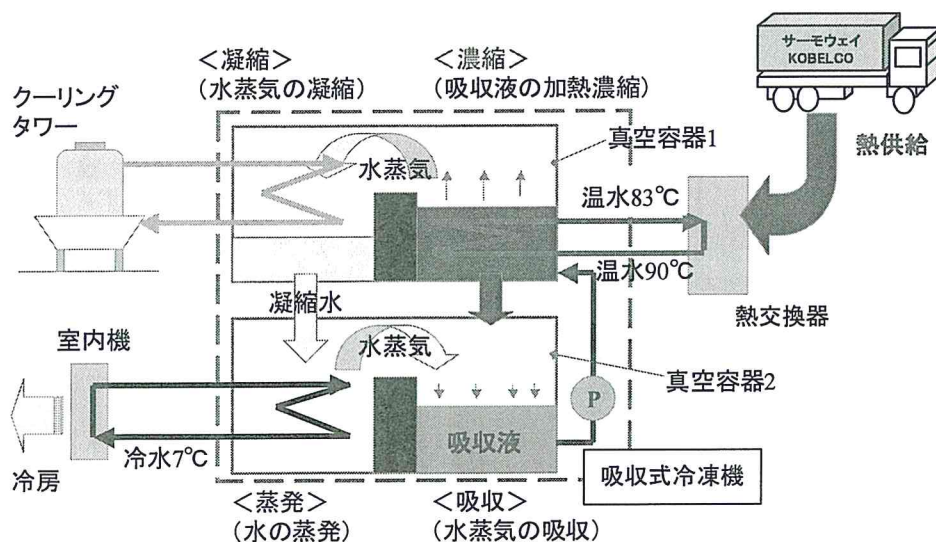 サーモウェイ
KOBELCO
<凝縮>
(水蒸気の凝縮)
<濃縮>
(吸収液の加熱濃縮)
クーリング
タワー
熱供給
真空容器1
水蒸気
温水83℃
温水90℃
凝縮水
熱交換器
室内機
水蒸気
真空容器2
P
吸収液
冷水7℃
冷房
吸収式冷凍機
<蒸発>
(水の蒸発)
<吸収>
(水蒸気の吸収)